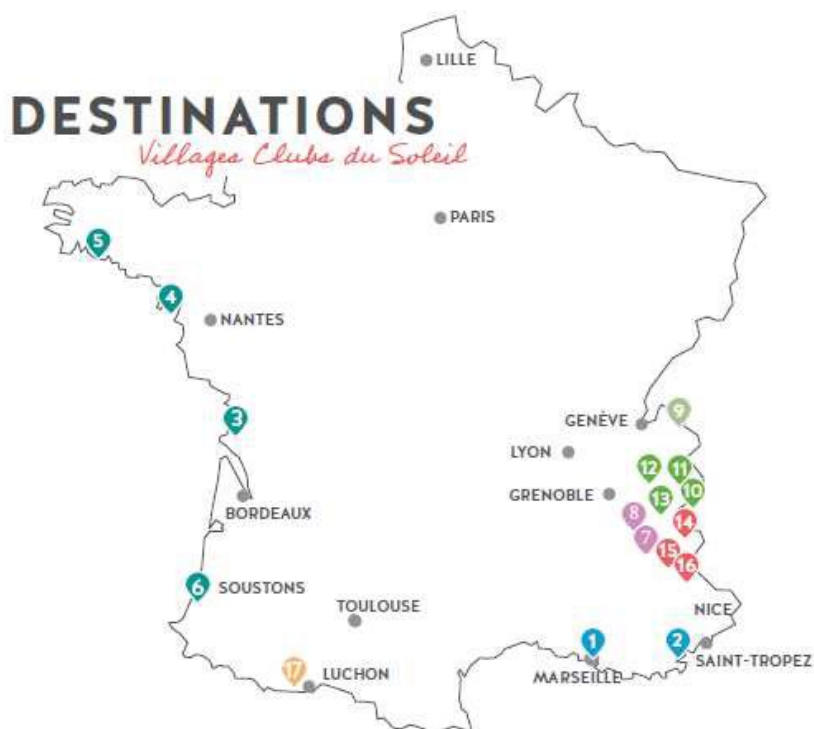 LILLE
DESTINATIONS
Villages Clubs du Soleil
PARIS
5
4
NANTES
3
9
GENÈVE
LYON
12
11
GRENOBLE
13
10
BORDEAUX
8
14
7
15
16
6
SOUSTONS
TOULOUSE
NICE
1
2
SAINT-TROPEZ
MARSEILLE
17
LUCHON